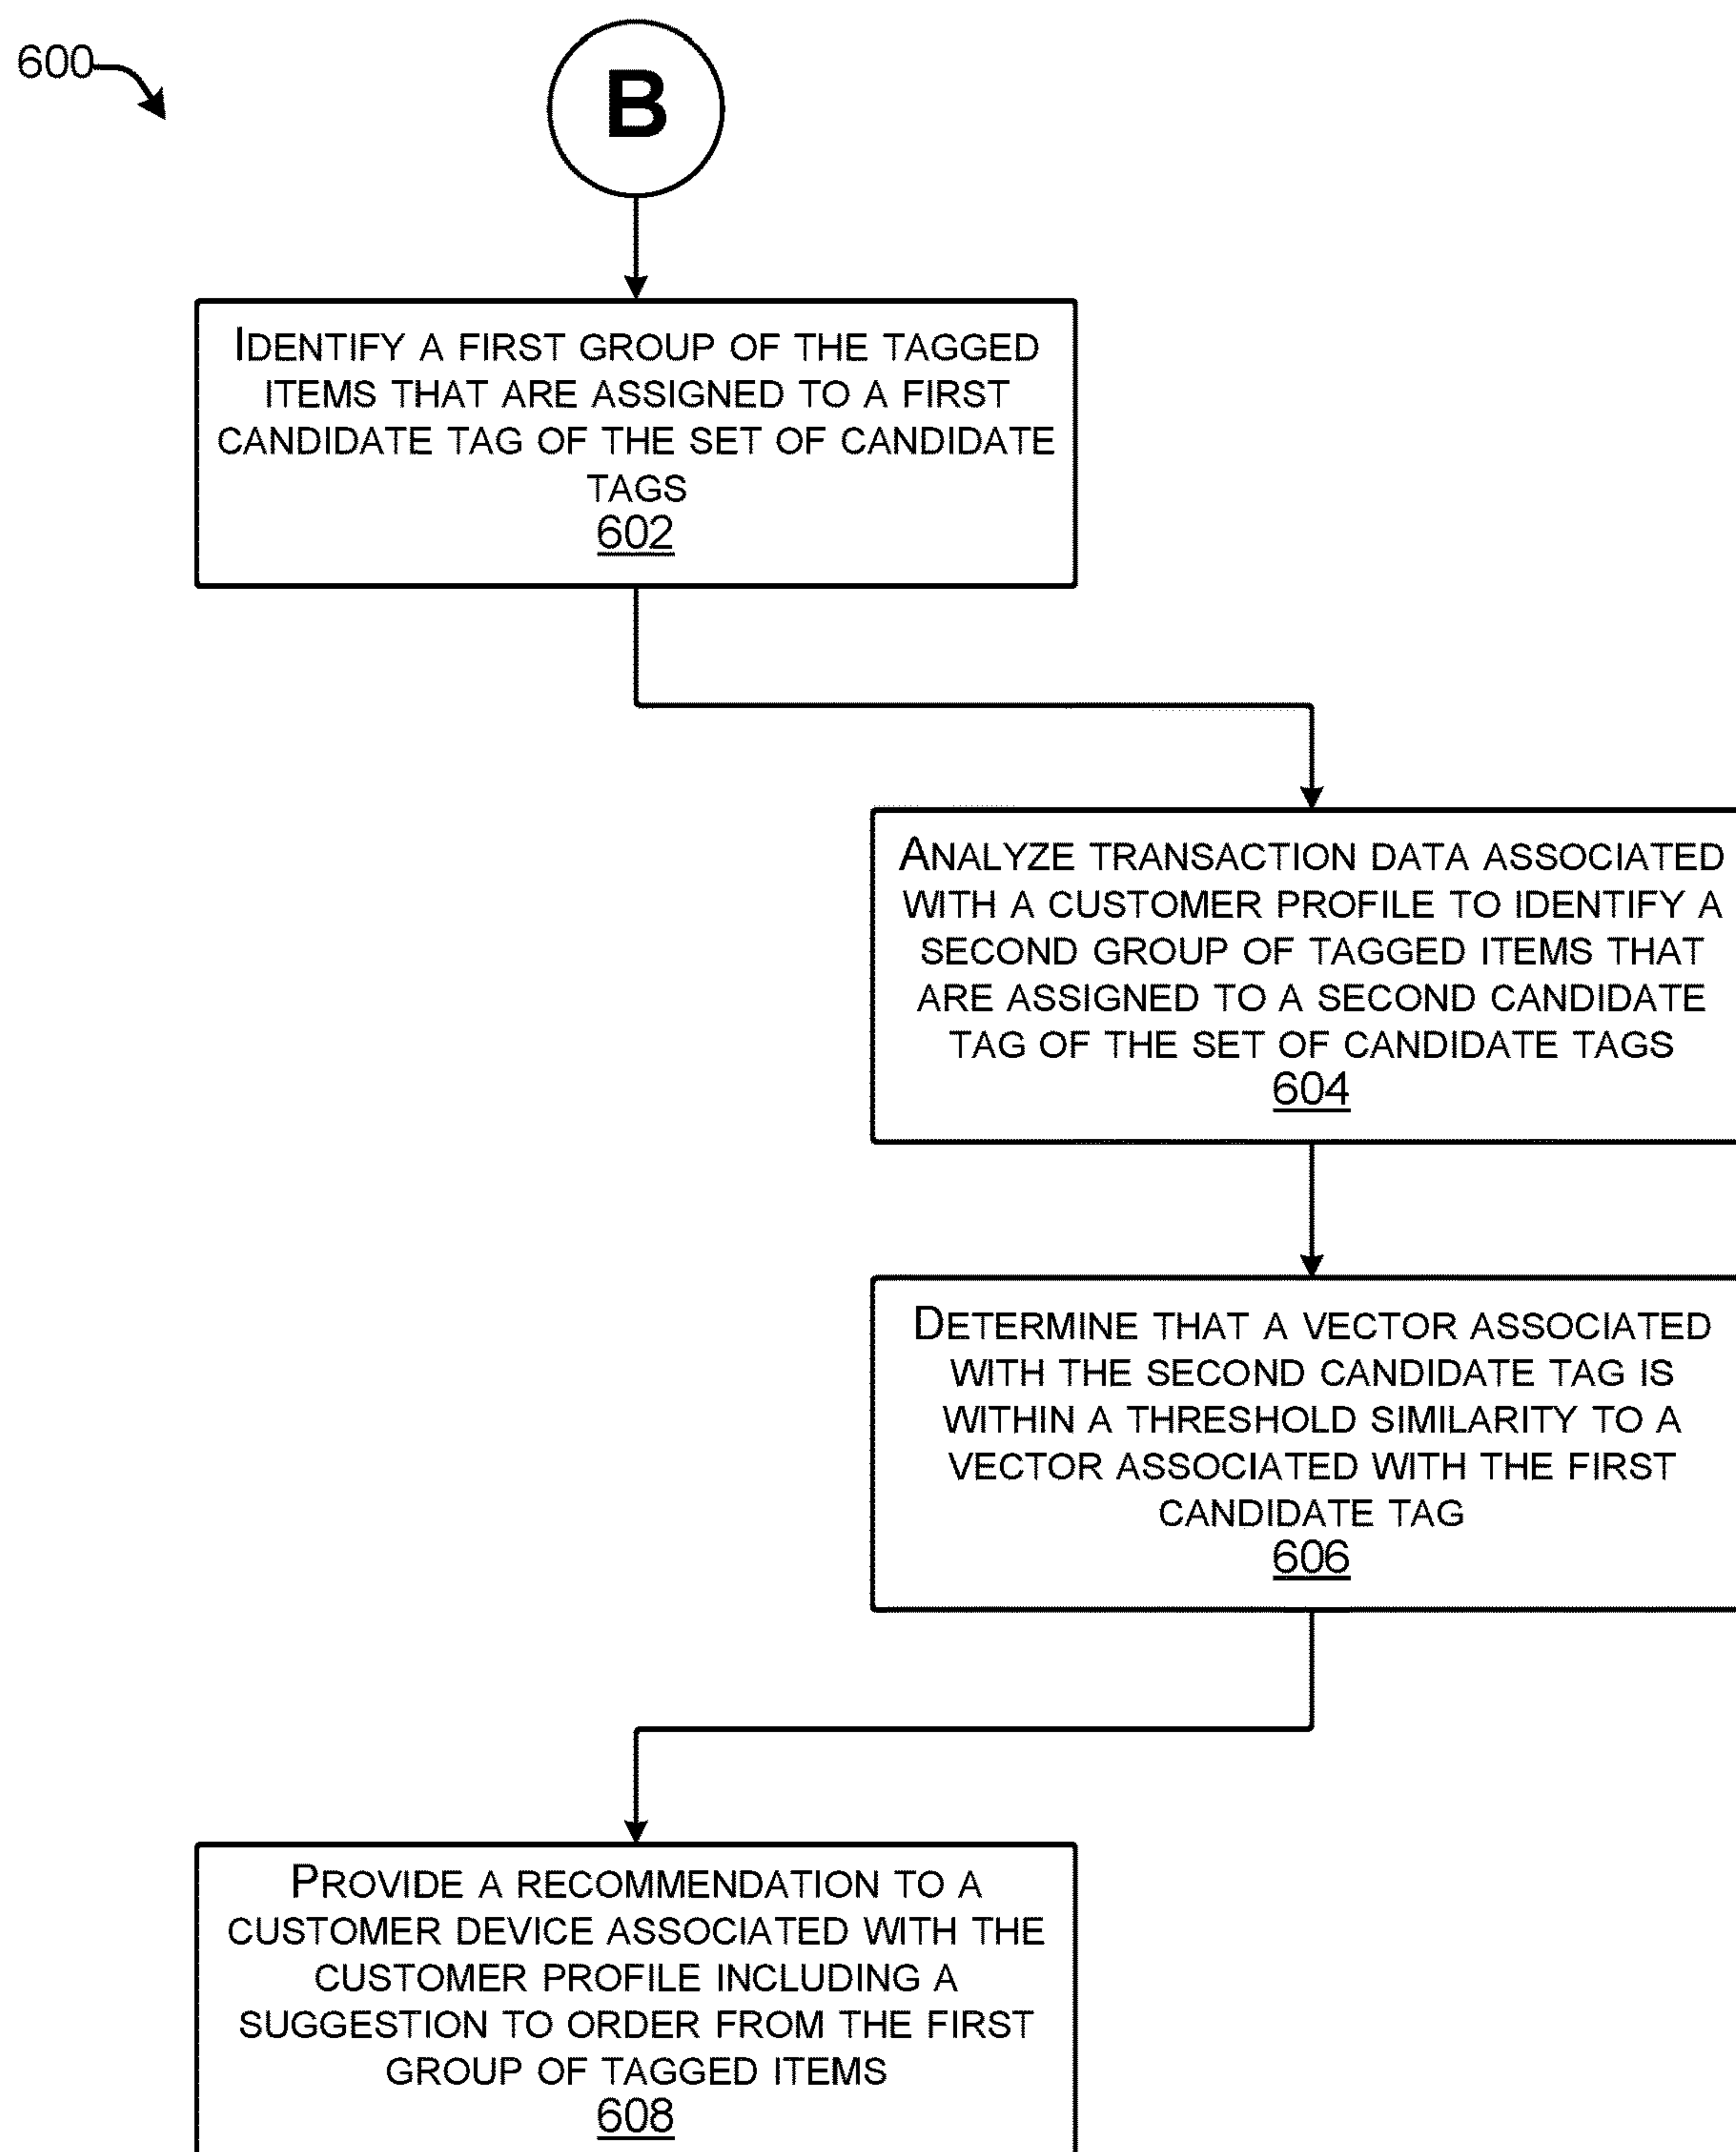 600
B
IDENTIFY A FIRST GROUP OF THE TAGGED
ITEMS THAT ARE ASSIGNED TO A FIRST
CANDIDATE TAG OF THE SET OF CANDIDATE
TAGS
602
ANALYZE TRANSACTION DATA ASSOCIATED
WITH A CUSTOMER PROFILE TO IDENTIFY A
SECOND GROUP OF TAGGED ITEMS THAT
ARE ASSIGNED TO A SECOND CANDIDATE
TAG OF THE SET OF CANDIDATE TAGS
604
DETERMINE THAT A VECTOR ASSOCIATED
WITH THE SECOND CANDIDATE TAG IS
WITHIN A THRESHOLD SIMILARITY TO A
VECTOR ASSOCIATED WITH THE FIRST
CANDIDATE TAG
606
PROVIDE A RECOMMENDATION TO A
CUSTOMER DEVICE ASSOCIATED WITH THE
CUSTOMER PROFILE INCLUDING A
SUGGESTION TO ORDER FROM THE FIRST
GROUP OF TAGGED ITEMS
608